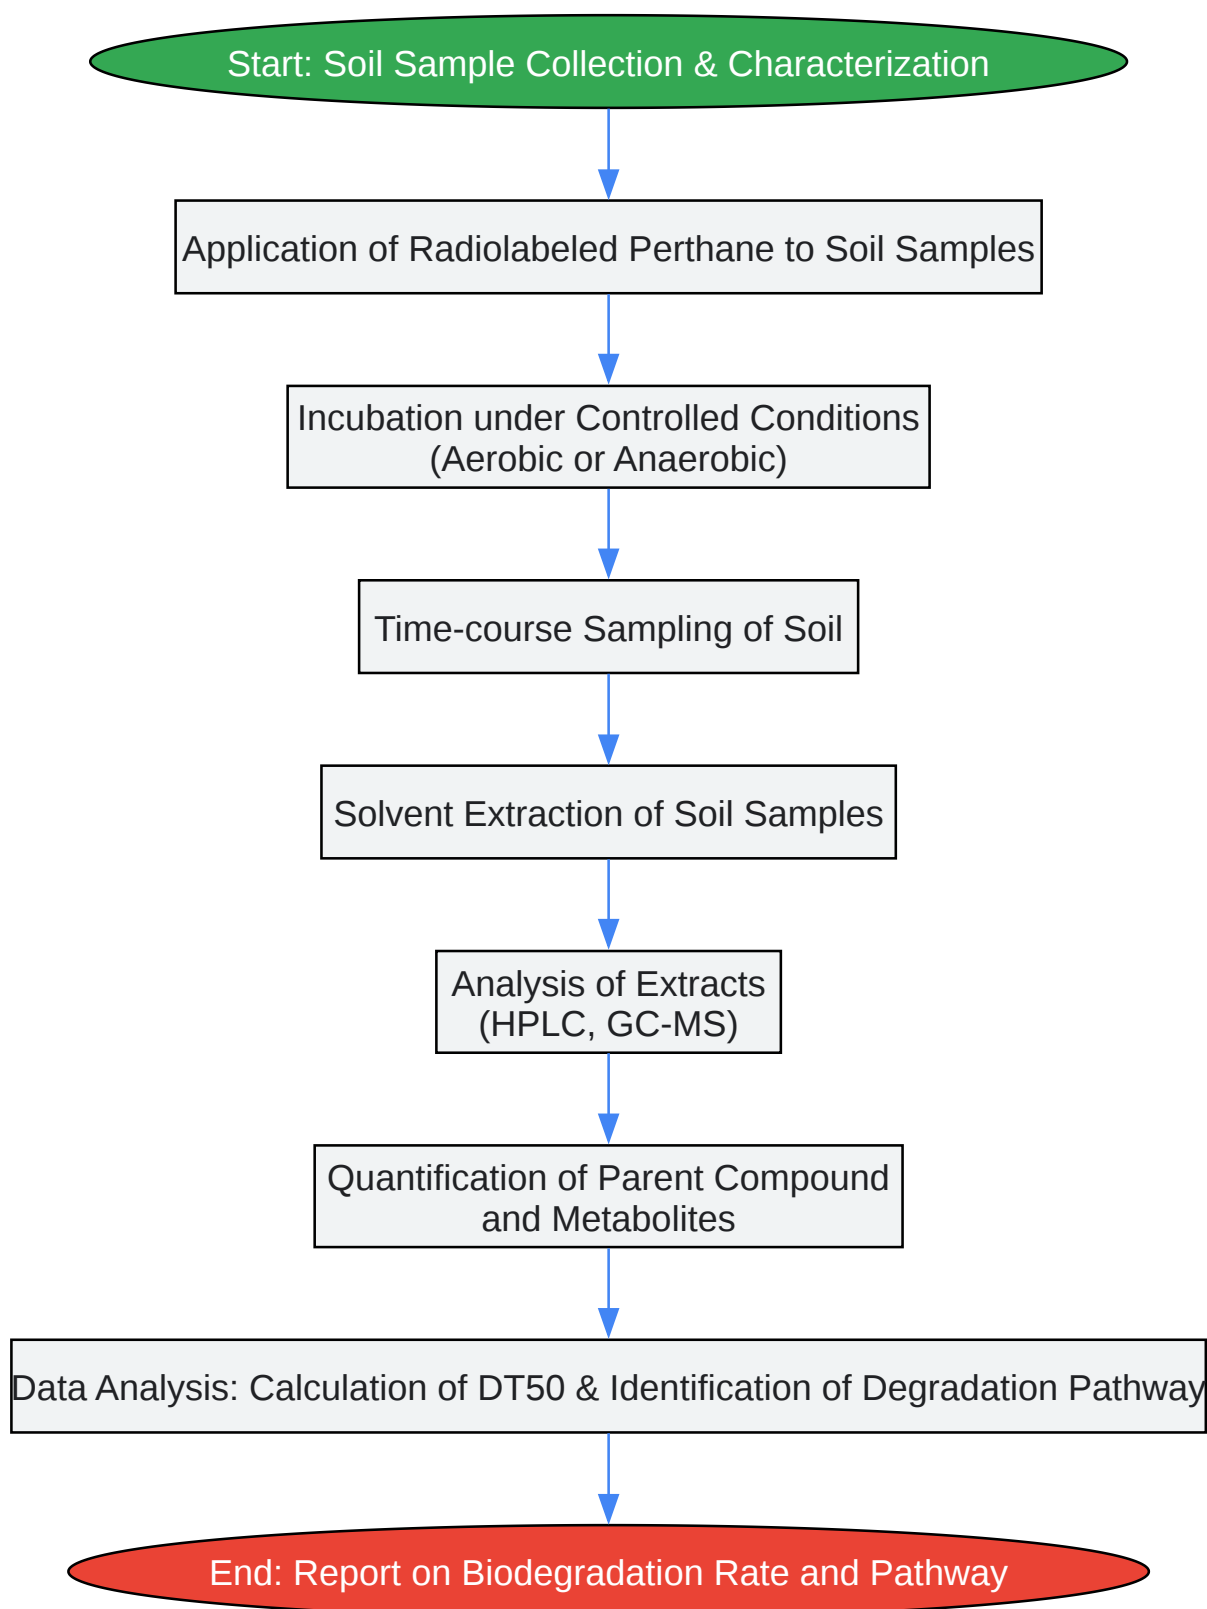 Start: Soil Sample Collection & Characterization
Application of Radiolabeled Perthane to Soil Samples
Incubation under Controlled Conditions
(Aerobic or Anaerobic)
Time-course Sampling of Soil
Solvent Extraction of Soil Samples
Analysis of Extracts
(HPLC, GC-MS)
Quantification of Parent Compound
and Metabolites
Data Analysis: Calculation of DT50 & Identification of Degradation Pathway
End: Report on Biodegradation Rate and Pathway